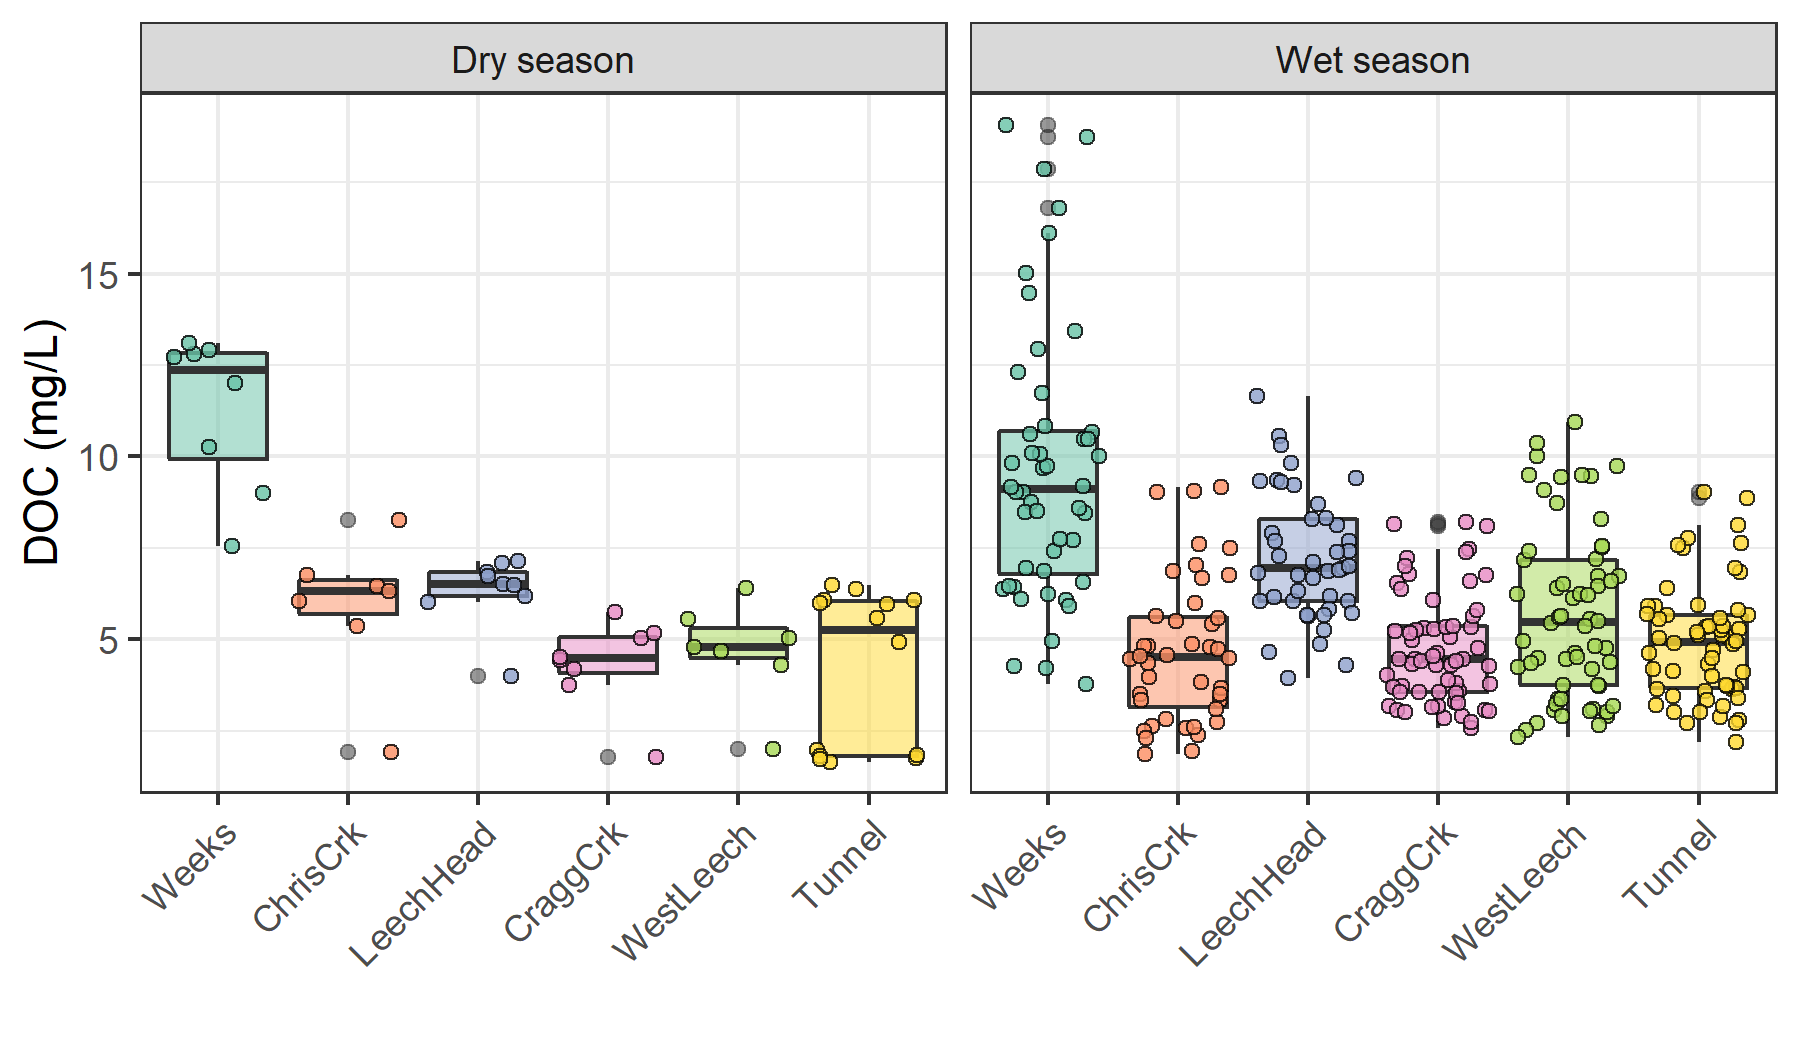 Dry season
Wet season
DOC (mg/L)
15
10
5
Weeks
ChrisCrk
LeechHead
CraggCrk
WestLeech
Tunnel
Weeks
ChrisCrk
LeechHead
CraggCrk
WestLeech
Tunnel